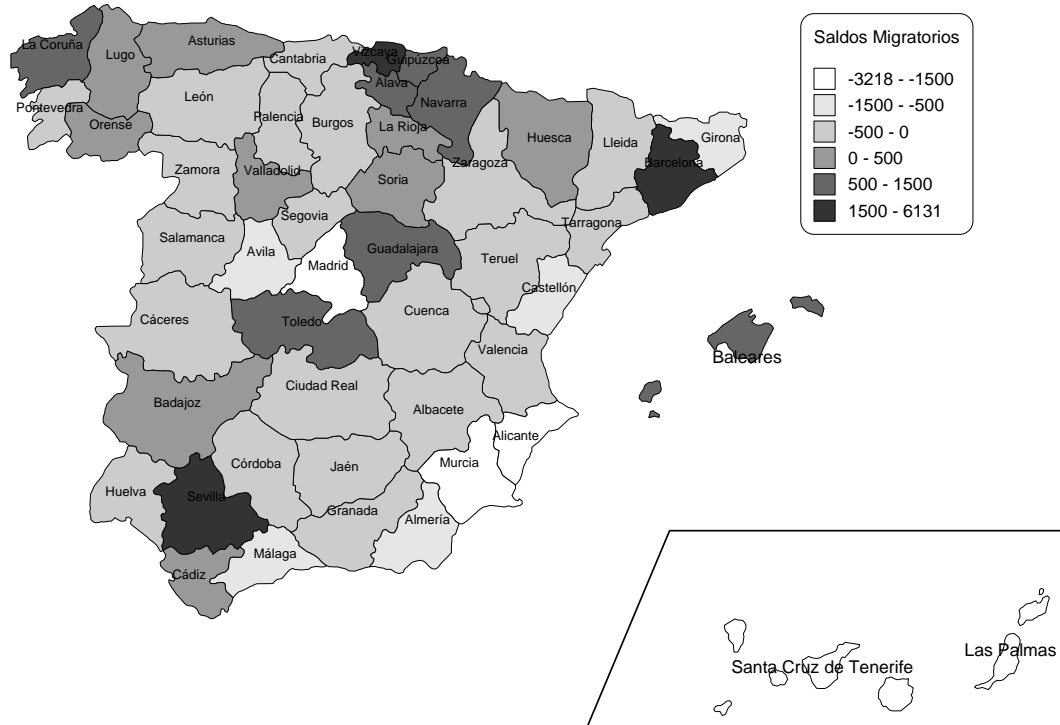 Saldos Migratorios
-3218 - -1500
-1500 - -500
-500 - 0
0 - 500
500 - 1500
1500 - 6131
La Coruña
Lugo
Asturias
Cantabria
Vizcaya
Guipúzcoa
Alava
Navarra
Pontevedra
Orense
León
Palencia
Burgos
La Rioja
Huesca
Lleida
Girona
Barcelona
Zaragoza
Zamora
Valladolid
Soria
Segovia
Tarragona
Salamanca
Avila
Madrid
Guadalajara
Teruel
Castellón
Cáceres
Toledo
Cuenca
Valencia
Baleares
Badajoz
Ciudad Real
Albacete
Alicante
Murcia
Huelva
Sevilla
Córdoba
Jaén
Granada
Almería
Málaga
Cádiz
Santa Cruz de Tenerife
Las Palmas